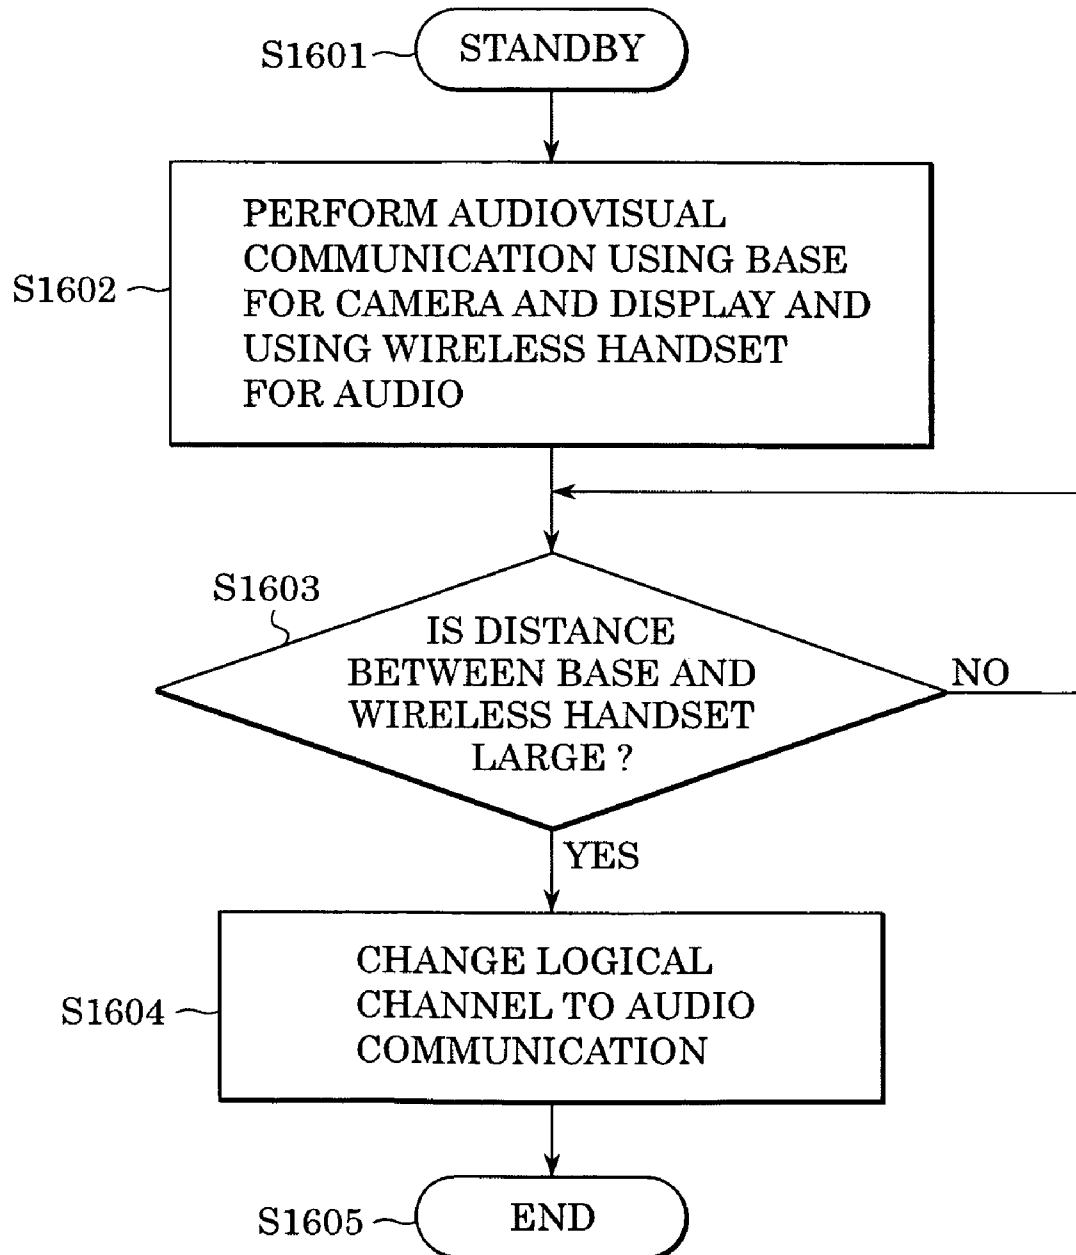 S1601
STANDBY
PERFORM AUDIOVISUAL
COMMUNICATION USING BASE
FOR CAMERA AND DISPLAY AND
USING WIRELESS HANDSET
FOR AUDIO
S1602
S1603
IS DISTANCE
BETWEEN BASE AND
WIRELESS HANDSET
LARGE ?
NO
YES
CHANGE LOGICAL
CHANNEL TO AUDIO
COMMUNICATION
S1604
END
S1605